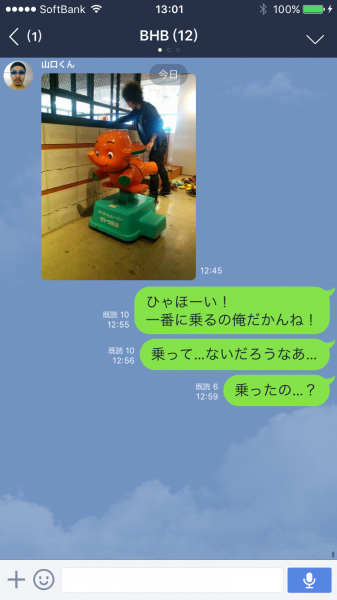 SoftBank 13:01 100%
(1) BHB (12)
山口くん
今日
12:45
ひゃほーい！
一番に乗るの俺だかんね！
既読 10
12:55
乗って...ないだろうなあ...
既読 10
12:56
乗ったの...？
既読 6
12:59